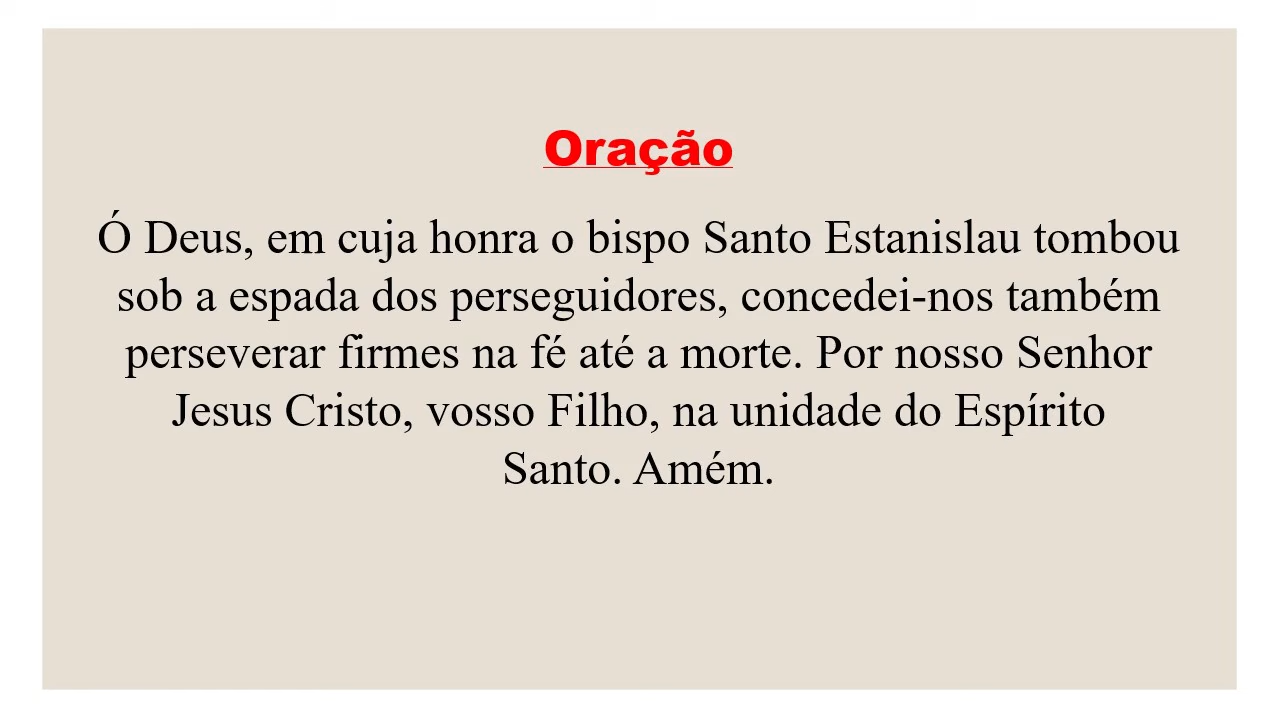 Oração
Ó Deus, em cuja honra o bispo Santo Estanislau tombou
sob a espada dos perseguidores, concedei-nos também
perseverar firmes na fé até a morte. Por nosso Senhor
Jesus Cristo, vosso Filho, na unidade do Espírito
Santo. Amém.